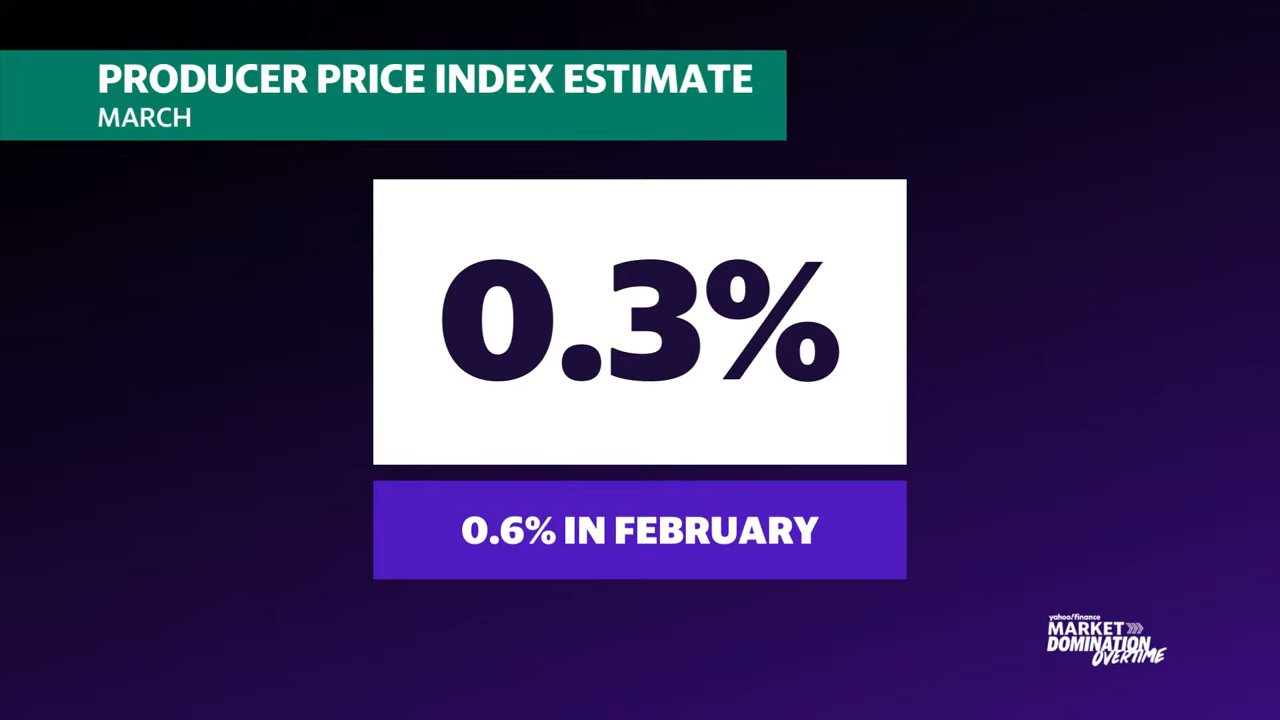 PRODUCER PRICE INDEX ESTIMATE
MARCH
0.3%
0.6% IN FEBRUARY
yahoo!finance
MARKET
DOMINATION
OVERTIME